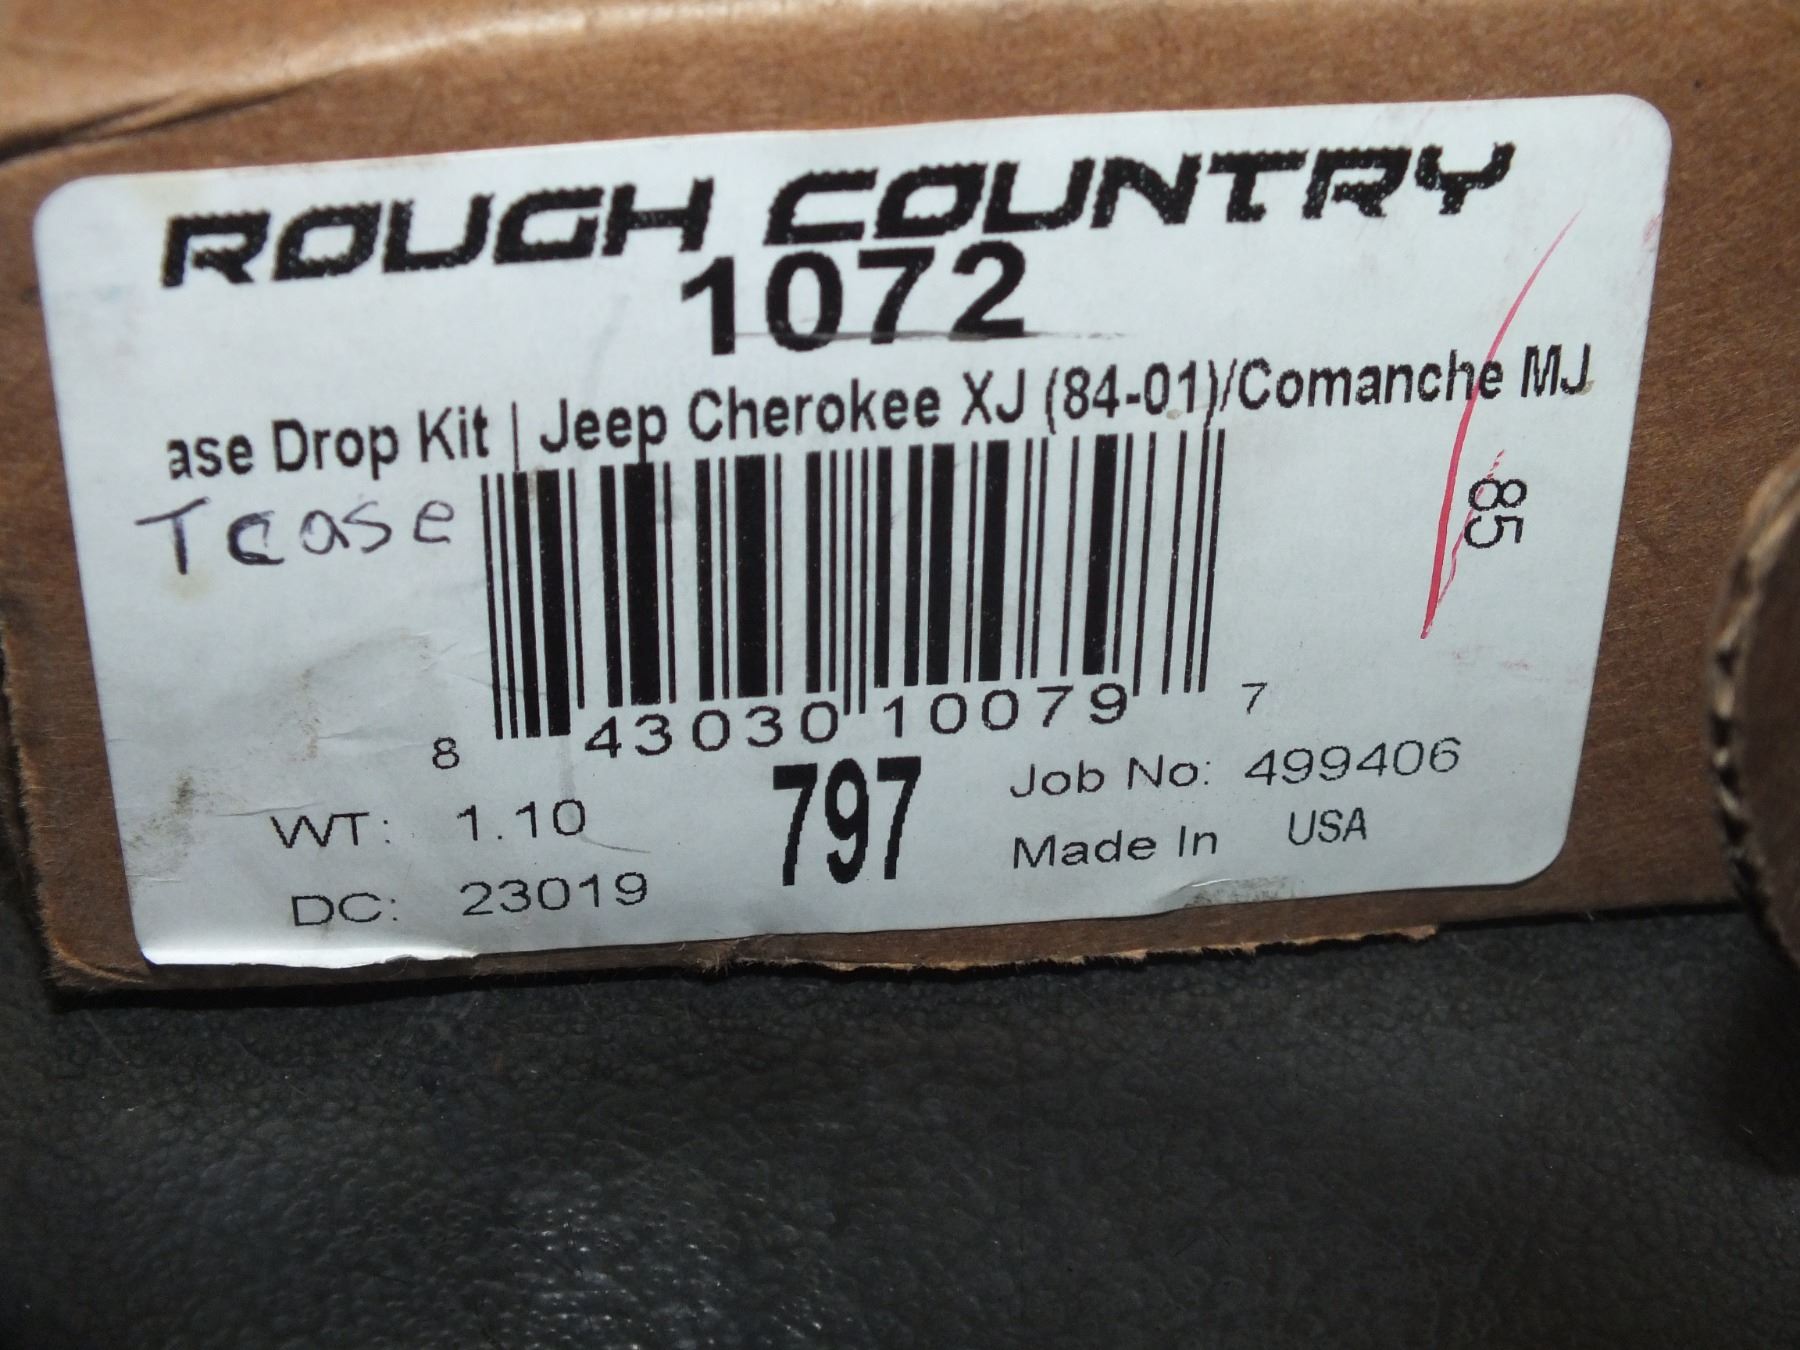 ROUGH COUNTRY
1072
ase Drop Kit | Jeep Cherokee XJ (84-01)/Comanche MJ
Tcase
85
8 43030 10079 7
WT: 1.10
797
Job No: 499406
DC: 23019
Made In USA